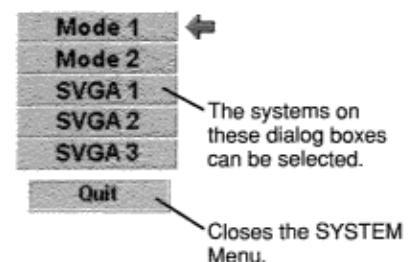 Mode 1
Mode 2
SVGA 1
SVGA 2
SVGA 3
Quit
The systems on
these dialog boxes
can be selected.
Closes the SYSTEM
Menu.